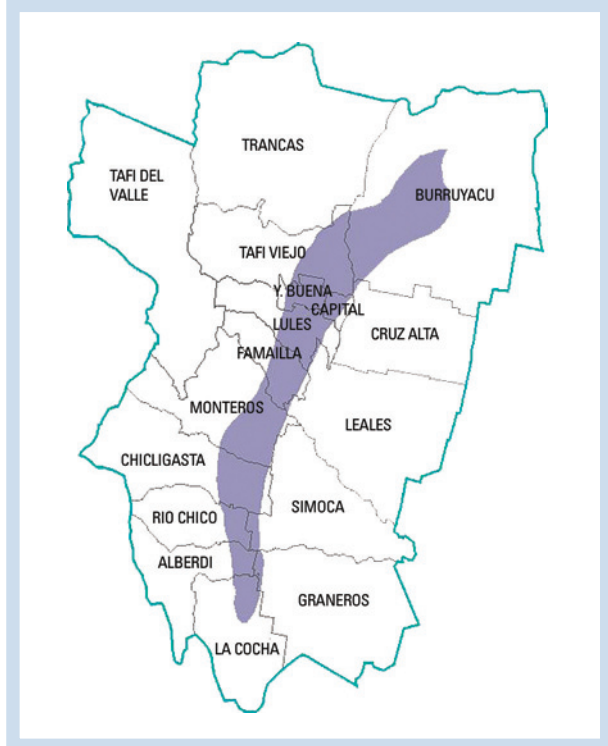 TRANCAS
TAFI DEL
VALLE
BURRUYACU
TAFI VIEJO
Y. BUENA
CAPITAL
LULES
CRUZ ALTA
FAMAILLA
MONTEROS
LEALES
CHICLIGASTA
SIMOCA
RIO CHICO
ALBERDI
GRANEROS
LA COCHA